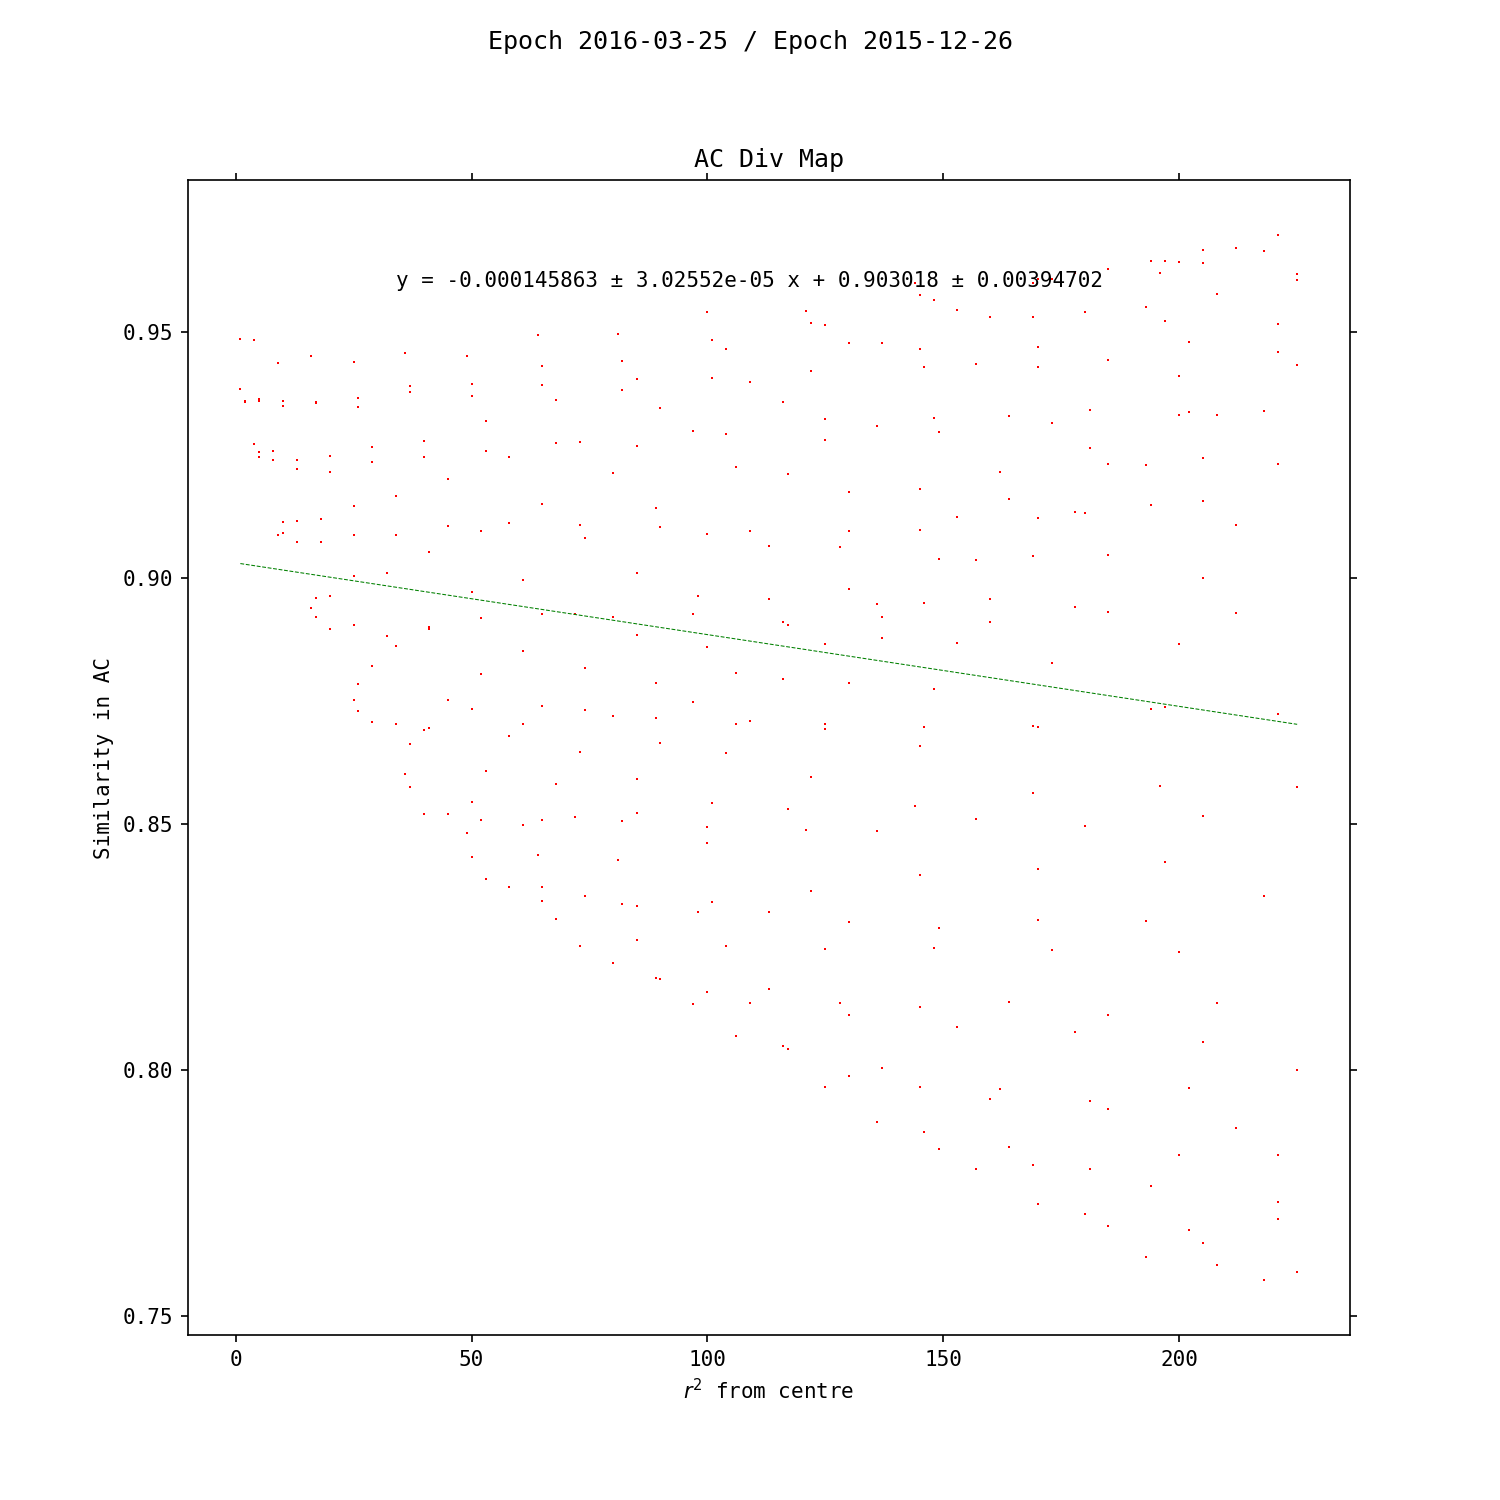 Epoch 2016-03-25 / Epoch 2015-12-26
AC Div Map
y = -0.000145863 ± 3.02552e-05 x + 0.903018 ± 0.00394702
0.95
0.90
0.85
0.80
0.75
Similarity in AC
0 50 100 150 200
r² from centre